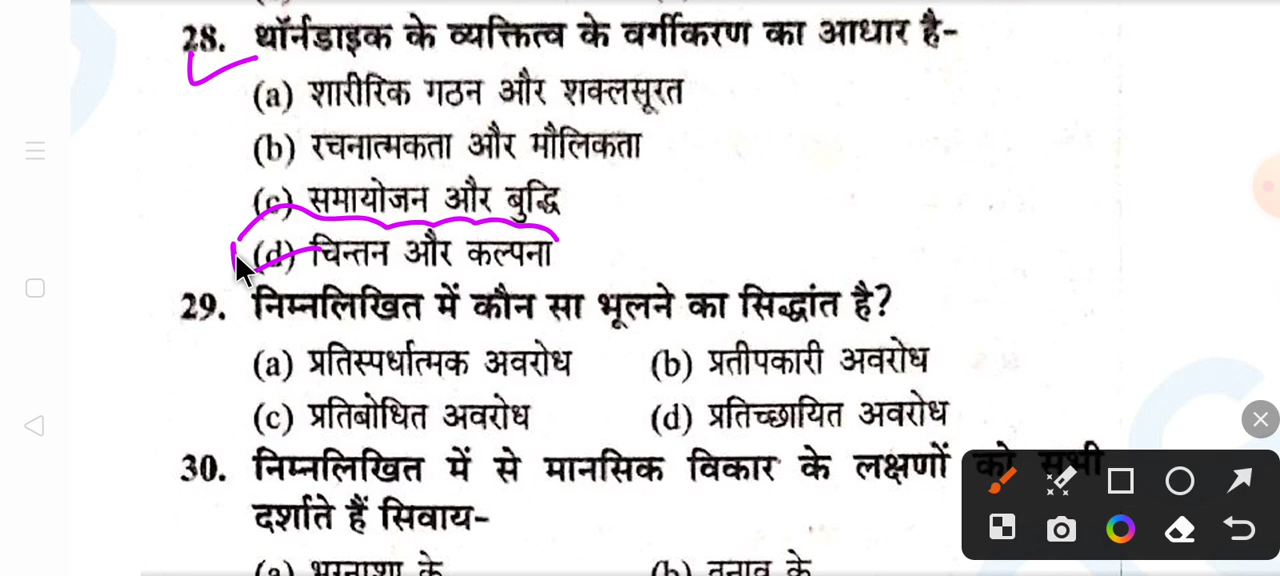 28. थॉर्नडाइक के व्यक्तित्व के वर्गीकरण का आधार है-
(a) शारीरिक गठन और शक्लसूरत
(b) रचनात्मकता और मौलिकता
(c) समायोजन और बुद्धि
(d) चिन्तन और कल्पना
29. निम्नलिखित में कौन सा भूलने का सिद्धांत है?
(a) प्रतिस्पर्धात्मक अवरोध (b) प्रतीपकारी अवरोध
(c) प्रतिबोधित अवरोध (d) प्रतिच्छायित अवरोध
30. निम्नलिखित में से मानसिक विकार के लक्षणों को सभी
दर्शाते हैं सिवाय-
(a) भग्नाशा के (b) तनाव के